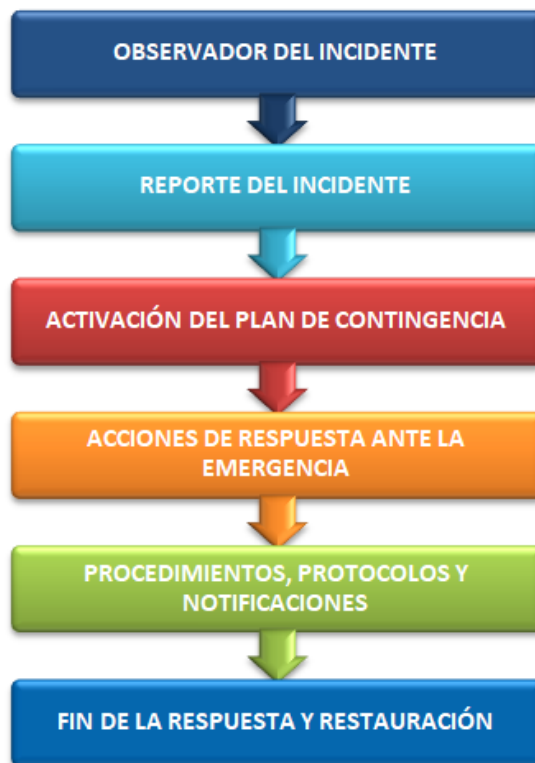 OBSERVADOR DEL INCIDENTE
REPORTE DEL INCIDENTE
ACTIVACIÓN DEL PLAN DE CONTINGENCIA
ACCIONES DE RESPUESTA ANTE LA
EMERGENCIA
PROCEDIMIENTOS, PROTOCOLOS Y
NOTIFICACIONES
FIN DE LA RESPUESTA Y RESTAURACIÓN